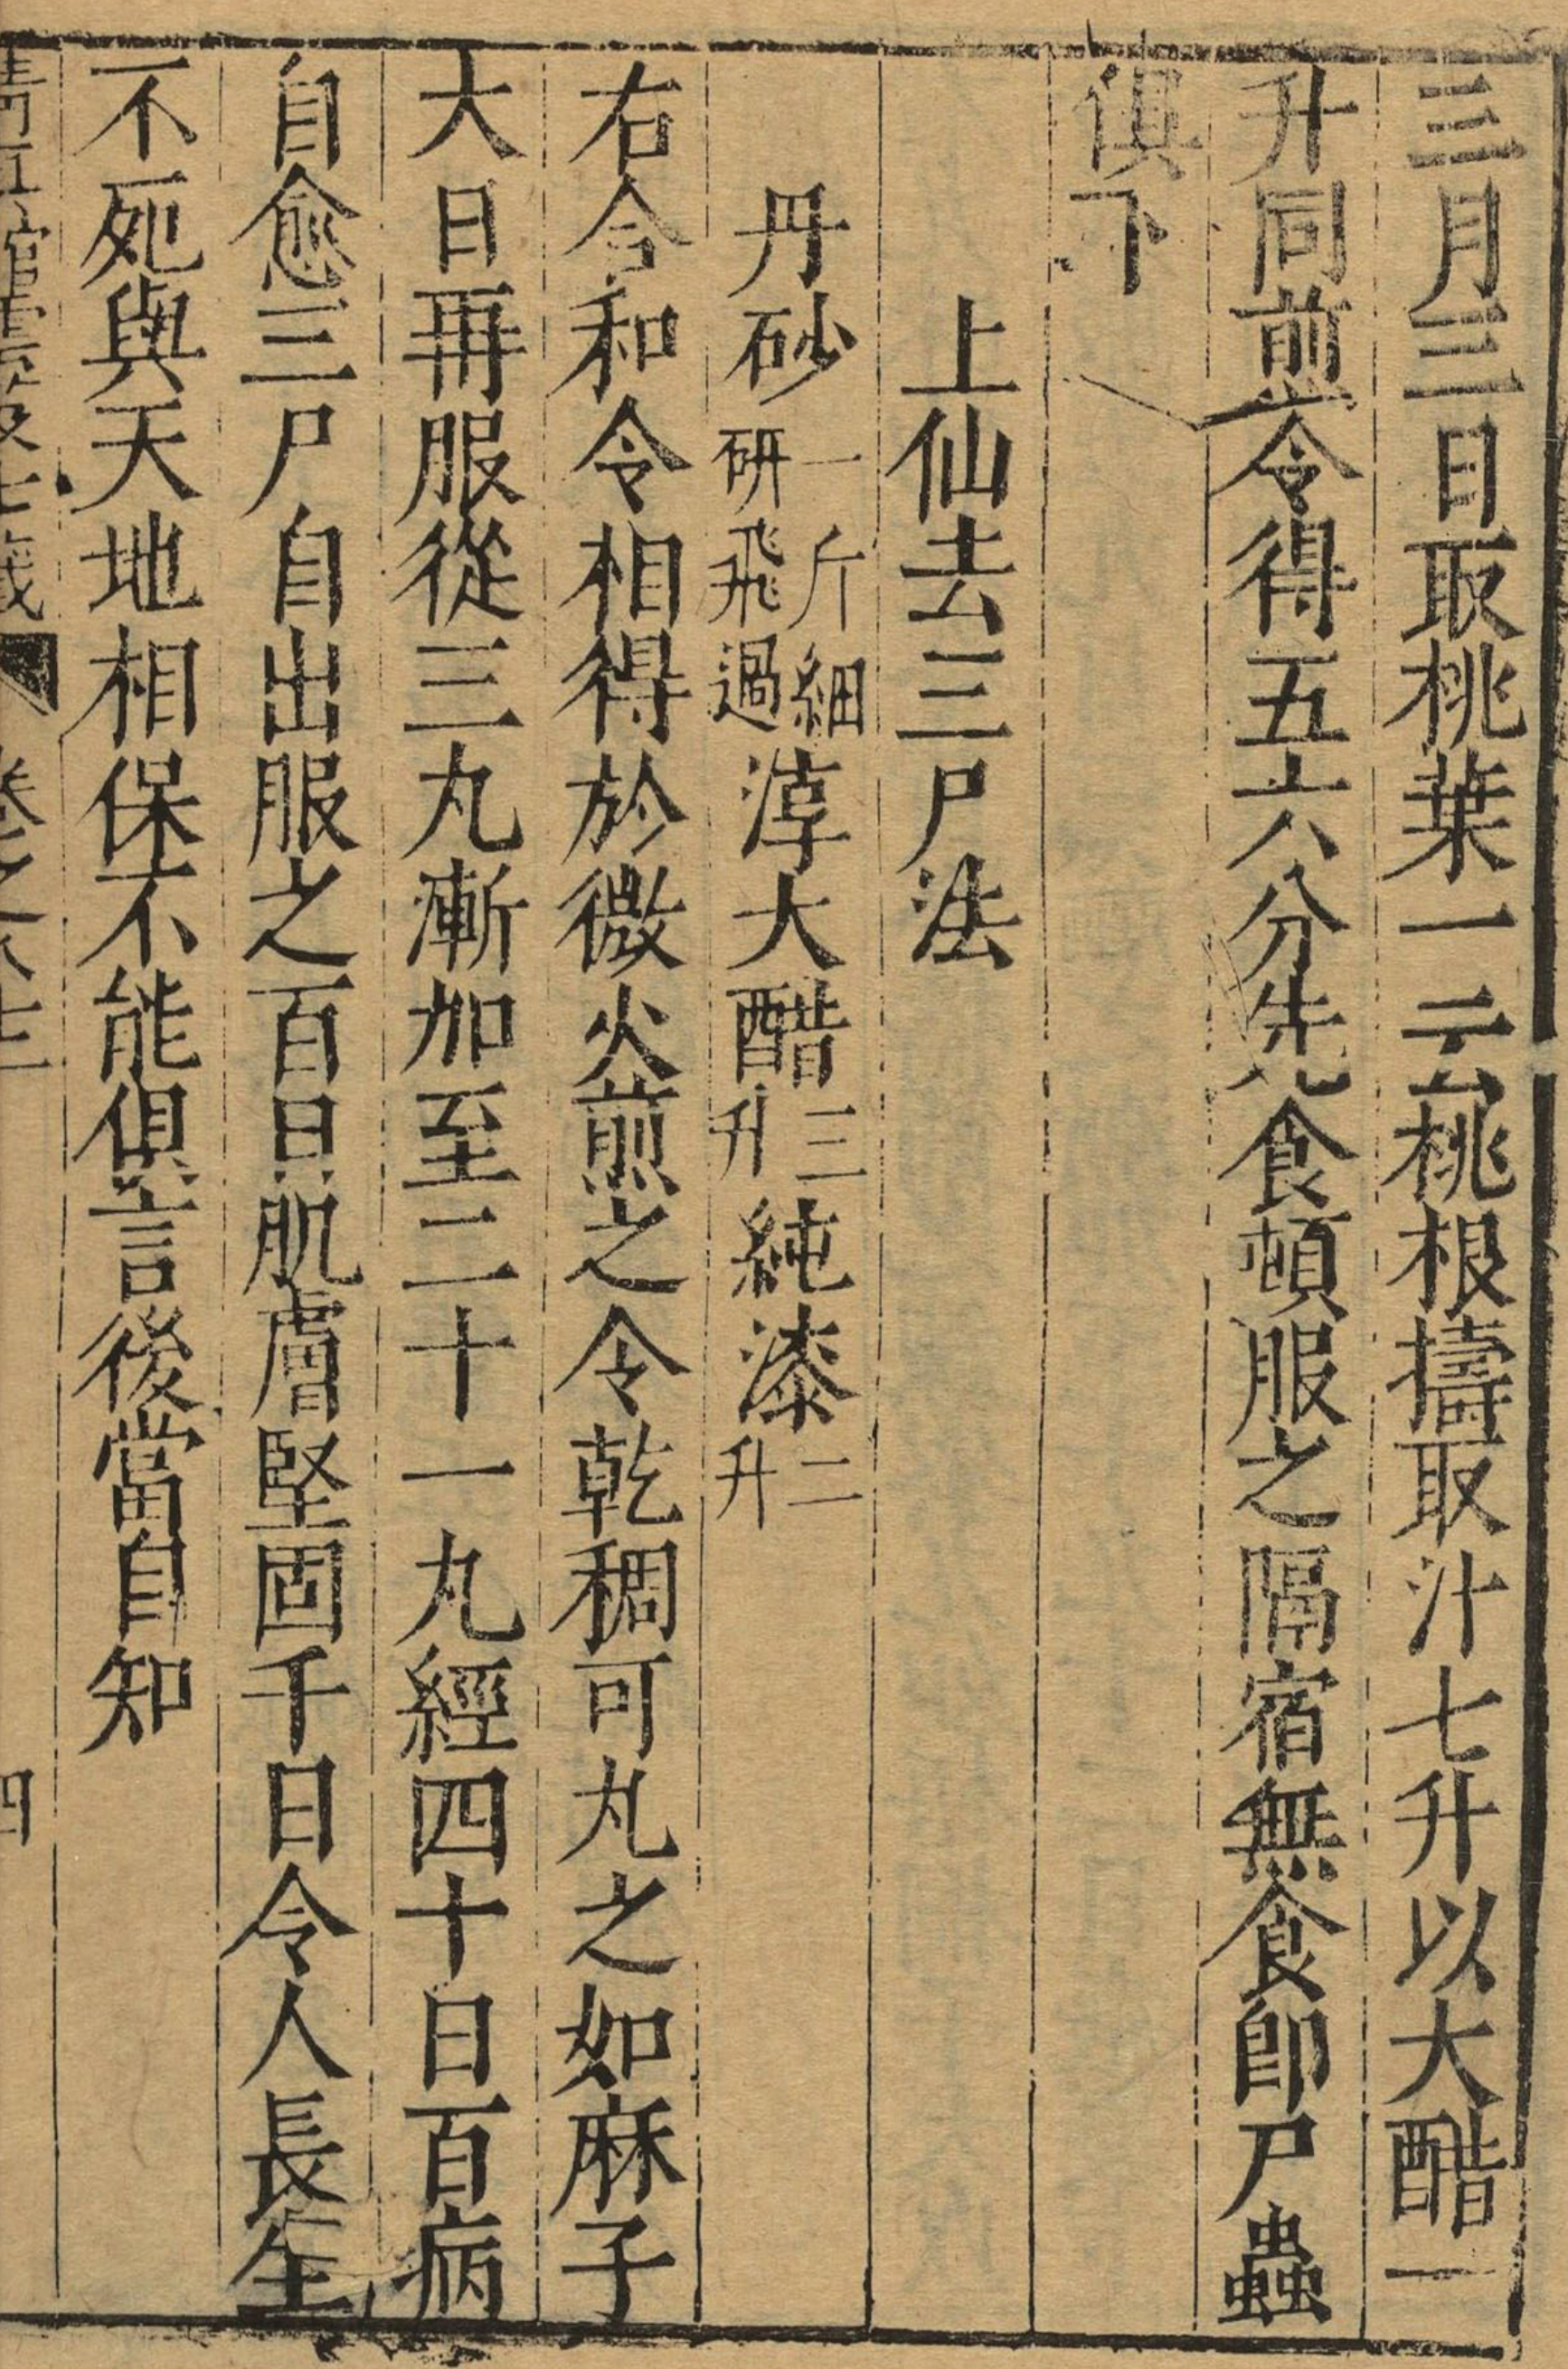 三月三日取桃葉一云桃根擣取汁七升以大醋一
升同煎令得五六分先食頓服之隔宿無食即尸蟲
俱下
上仙去三尸法
丹砂一斤細研飛過淳大醋三升純漆二升
右合和令相得於微火煎之令乾稠可丸之如麻子
大日再服從三丸漸加至二十一丸經四十日百病
自愈三尸自出服之百日肌膚堅固千日令人長生
不死與天地相保不能俱言後當自知
清真館雲笈七籤 卷之八十三 四